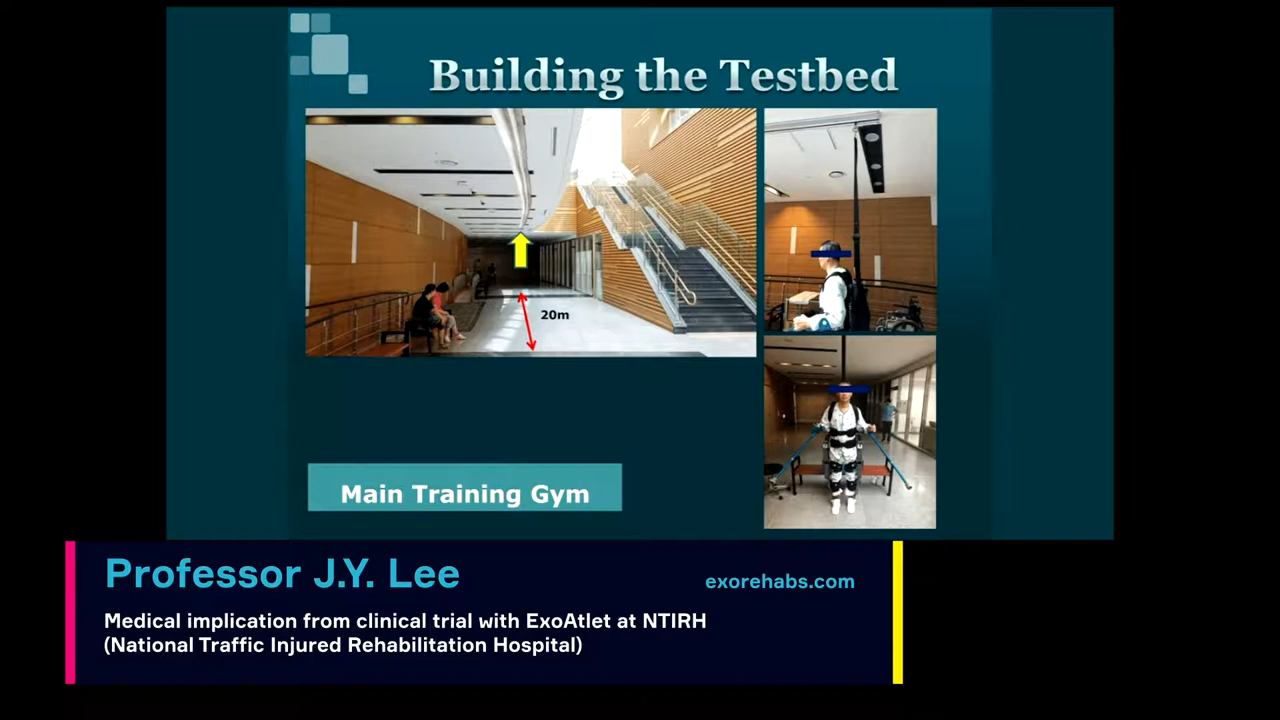 Building the Testbed
20m
Main Training Gym
Professor J.Y. Lee
exorehabs.com
Medical implication from clinical trial with ExoAtlet at NTIRH
(National Traffic Injured Rehabilitation Hospital)